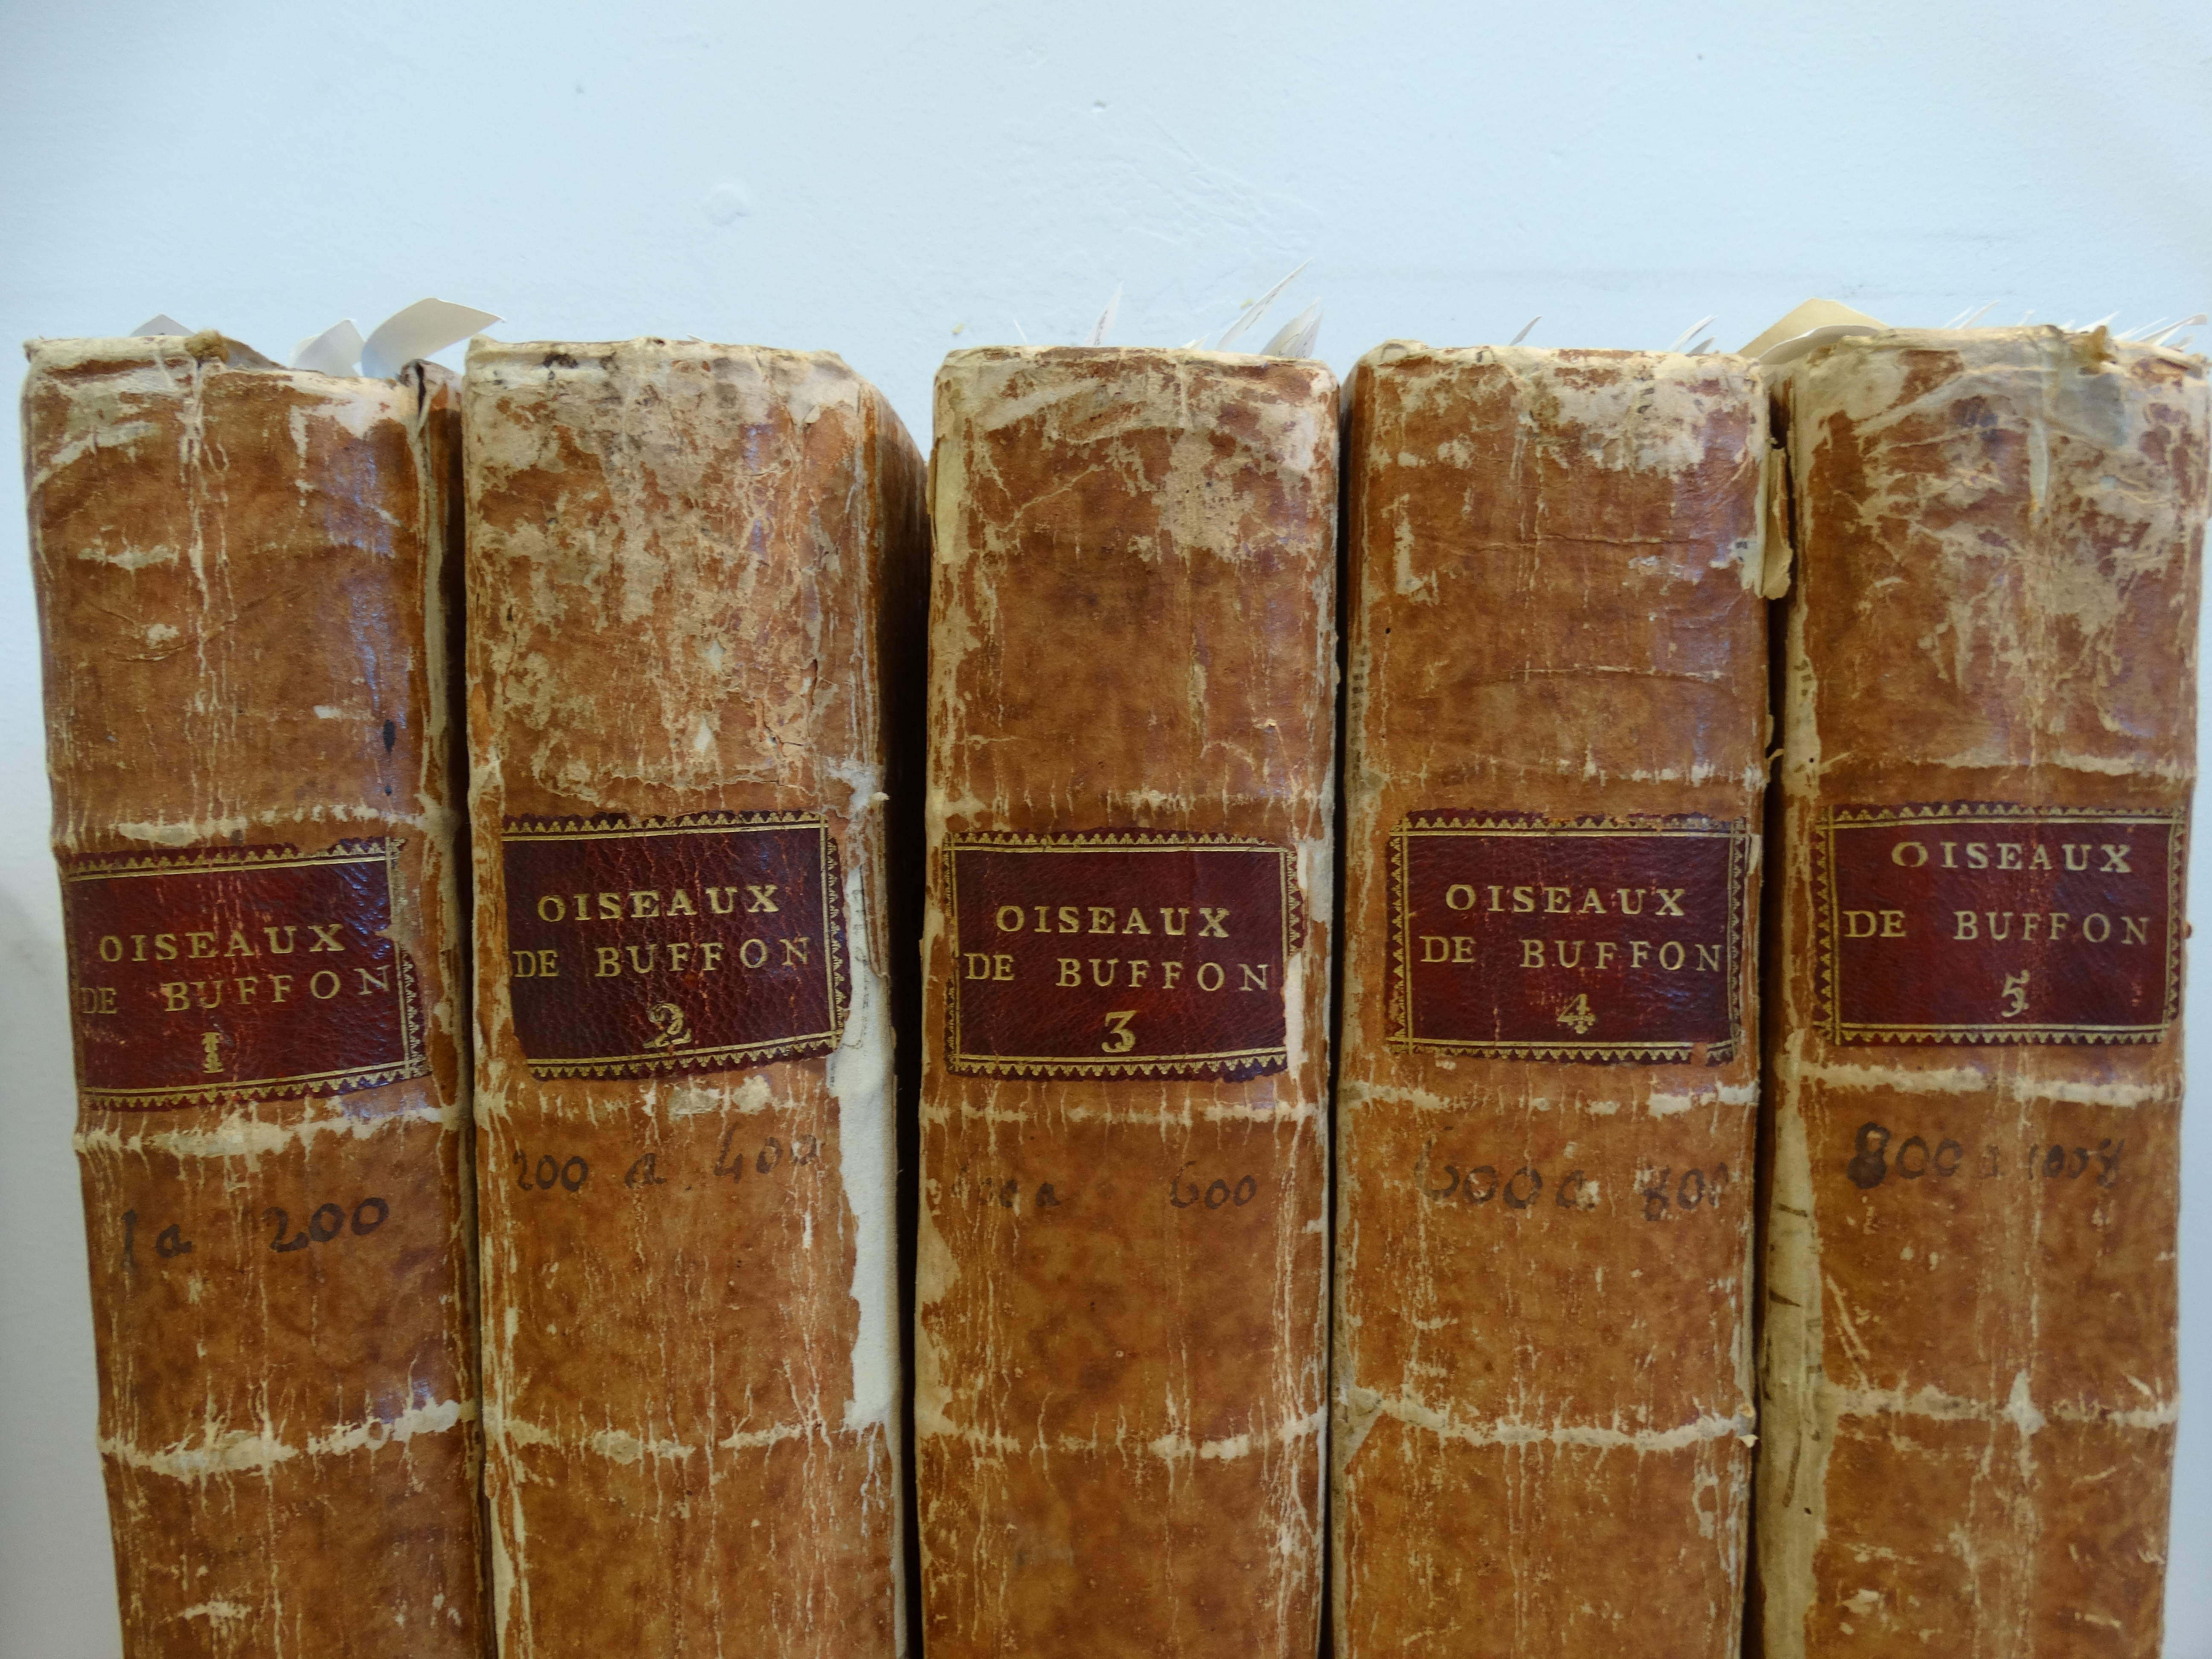 OISEAUX
DE BUFFON
1
1 a 200
OISEAUX
DE BUFFON
2
200 a 400
OISEAUX
DE BUFFON
3
a 600
OISEAUX
DE BUFFON
4
600 a 800
OISEAUX
DE BUFFON
5
800 a 1008